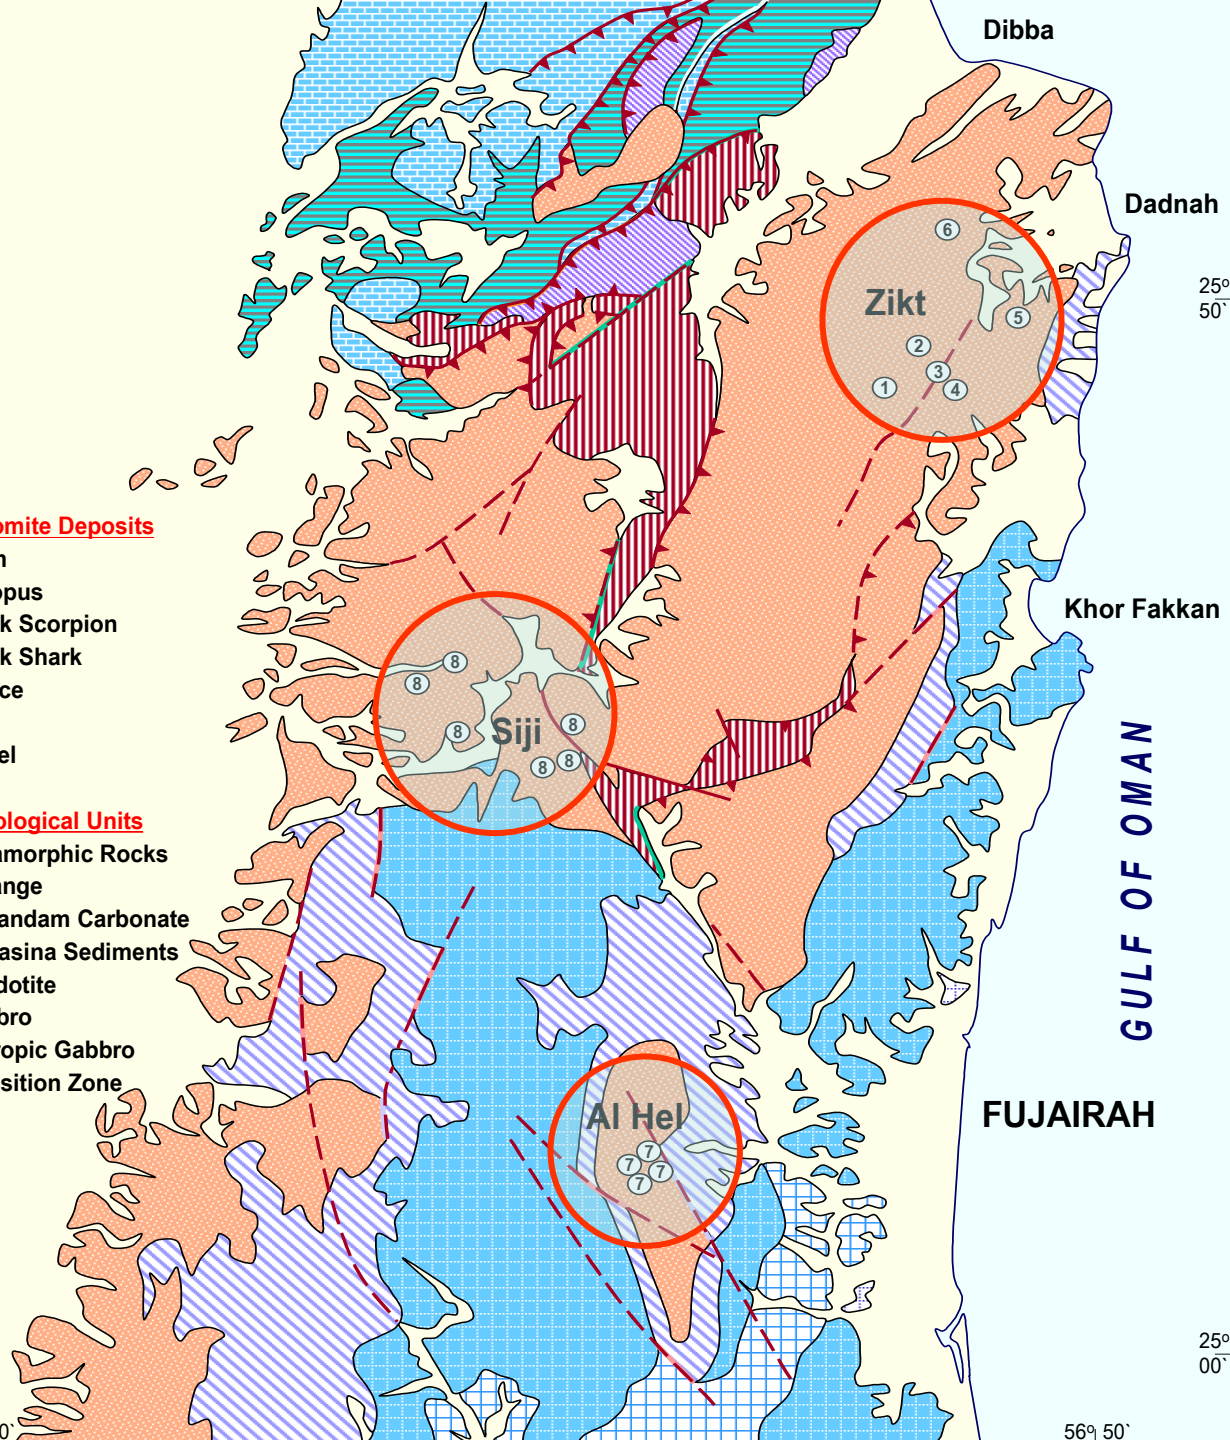 Dibba
Dadnah
6
25º
50`
Zikt
5
2
3
1
4
omite Deposits
opus
k Scorpion
k Shark
ce
el
Khor Fakkan
8
8
8
Siji
8
8
8
GULF OF OMAN
ological Units
amorphic Rocks
ange
andam Carbonate
asina Sediments
dotite
bro
ropic Gabbro
sition Zone
Al Hel
7
7
7
7
FUJAIRAH
25º
00`
0`
56º 50`